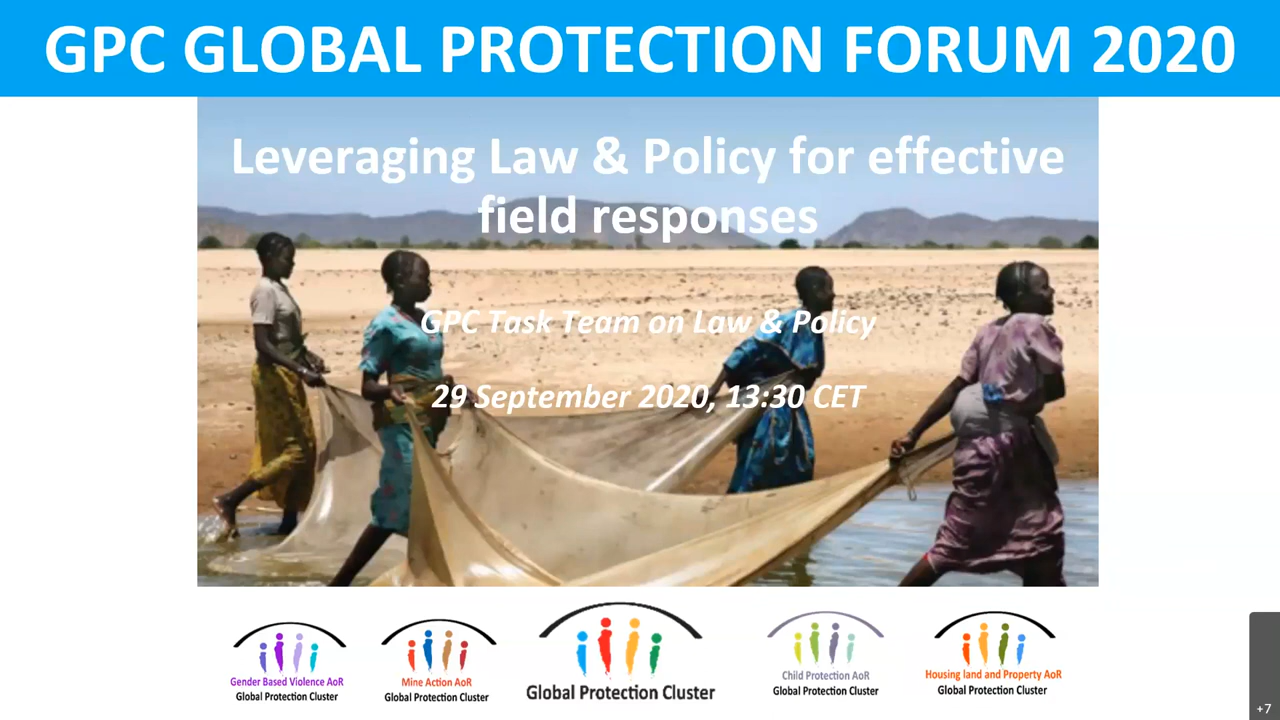 GPC GLOBAL PROTECTION FORUM 2020
Leveraging Law & Policy for effective
field responses
GPC Task Team on Law & Policy
29 September 2020, 13:30 CET
Gender Based Violence AoR
Global Protection Cluster
Mine Action AoR
Global Protection Cluster
Global Protection Cluster
Child Protection AoR
Global Protection Cluster
Housing land and Property AoR
Global Protection Cluster
+7